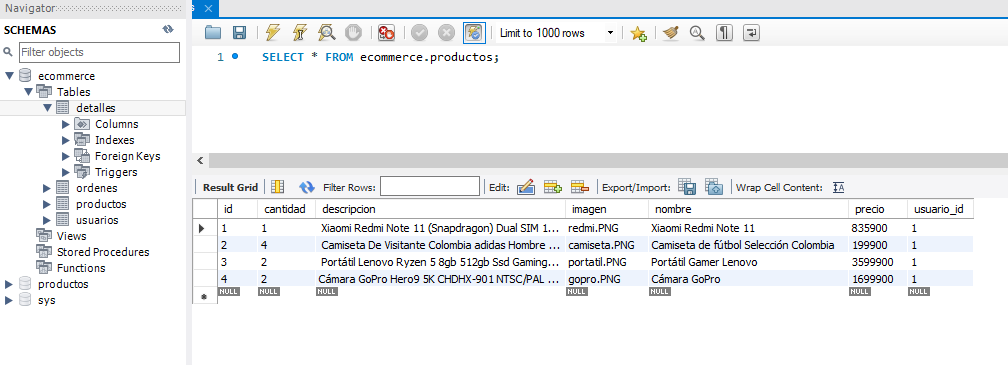 Navigator
s ×
SCHEMAS
Filter objects
ecommerce
Tables
detalles
Columns
Indexes
Foreign Keys
Triggers
ordenes
productos
usuarios
Views
Stored Procedures
Functions
productos
sys
Limit to 1000 rows
1 SELECT * FROM ecommerce.productos;
Result Grid Filter Rows: Edit: Export/Import: Wrap Cell Content: IA
id cantidad descripcion imagen nombre precio usuario_id
1 1 Xiaomi Redmi Note 11 (Snapdragon) Dual SIM 1... redmi.PNG Xiaomi Redmi Note 11 835900 1
2 4 Camiseta De Visitante Colombia adidas Hombre ... camiseta.PNG Camiseta de fútbol Selección Colombia 199900 1
3 2 Portátil Lenovo Ryzen 5 8gb 512gb Ssd Gaming... portatil.PNG Portátil Gamer Lenovo 3599900 1
4 2 Cámara GoPro Hero9 5K CHDHX-901 NTSC/PAL ... gopro.PNG Cámara GoPro 1699900 1
NULL NULL NULL NULL NULL NULL NULL